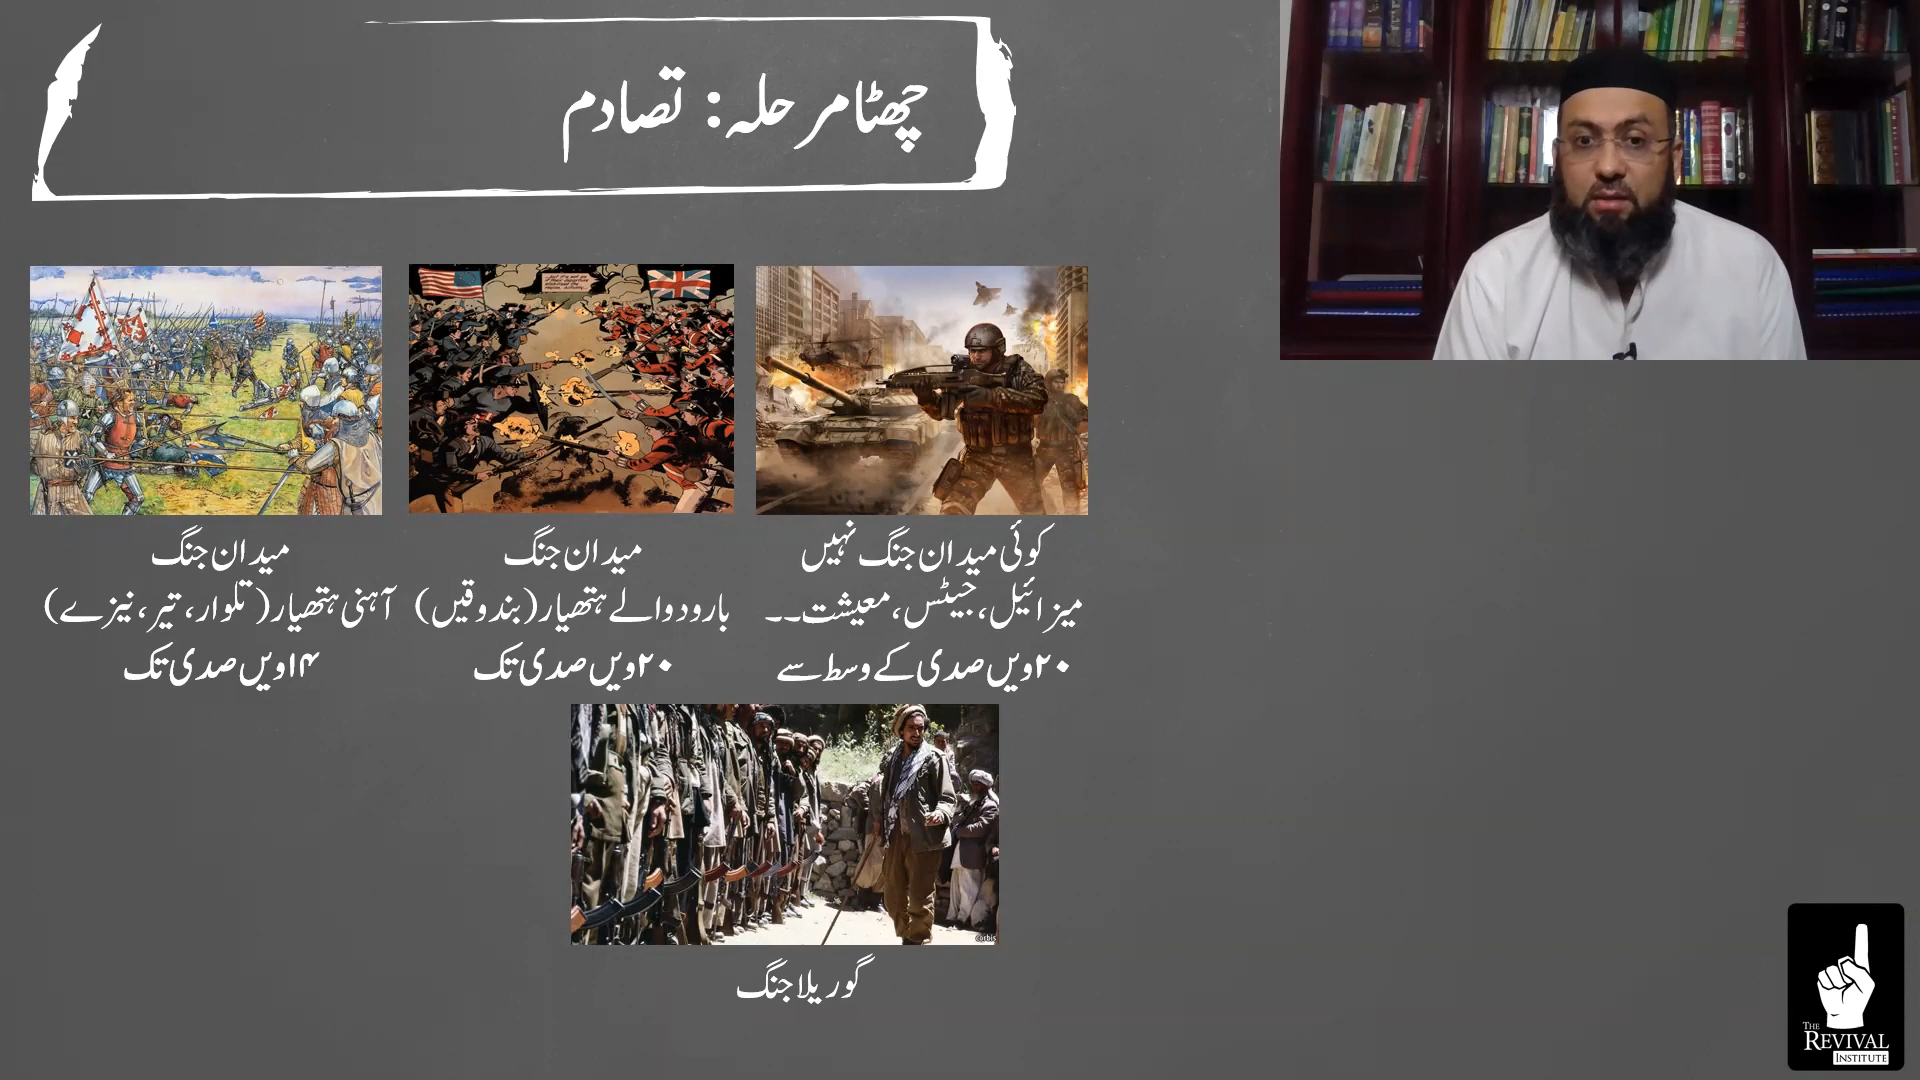 چھٹا مرحلہ: تصادم
میدان جنگ
آہنی ہتھیار (تلوار، تیر، نیزے)
۱۴ویں صدی تک
میدان جنگ
بارود والے ہتھیار (بندوقیں)
۲۰ویں صدی تک
کوئی میدان جنگ نہیں
میزائیل، جیٹس، معیشت۔۔
۲۰ویں صدی کے وسط سے
گوریلا جنگ
corbis
THE
REVIVAL
INSTITUTE